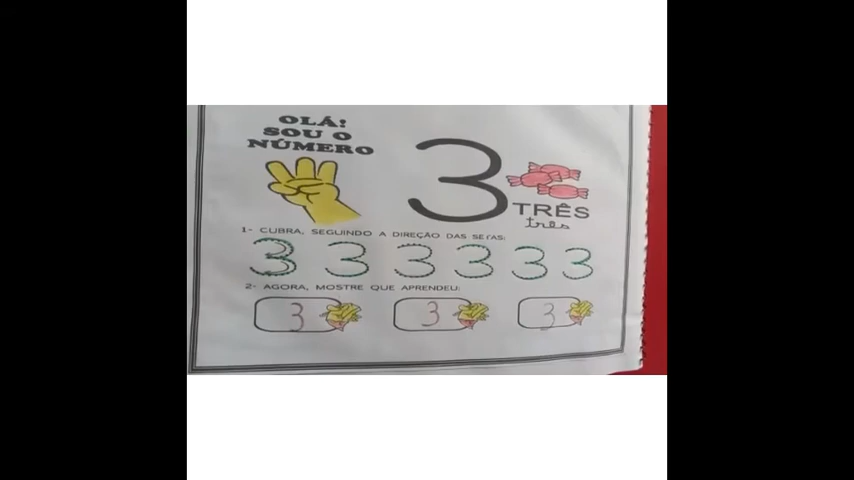 OLÁ!
SOU O
NÚMERO
3
TRÊS
três
1- CUBRA, SEGUINDO A DIREÇÃO DAS SETAS:
3 3 3 3 3 3
2- AGORA, MOSTRE QUE APRENDEU:
3 3 3